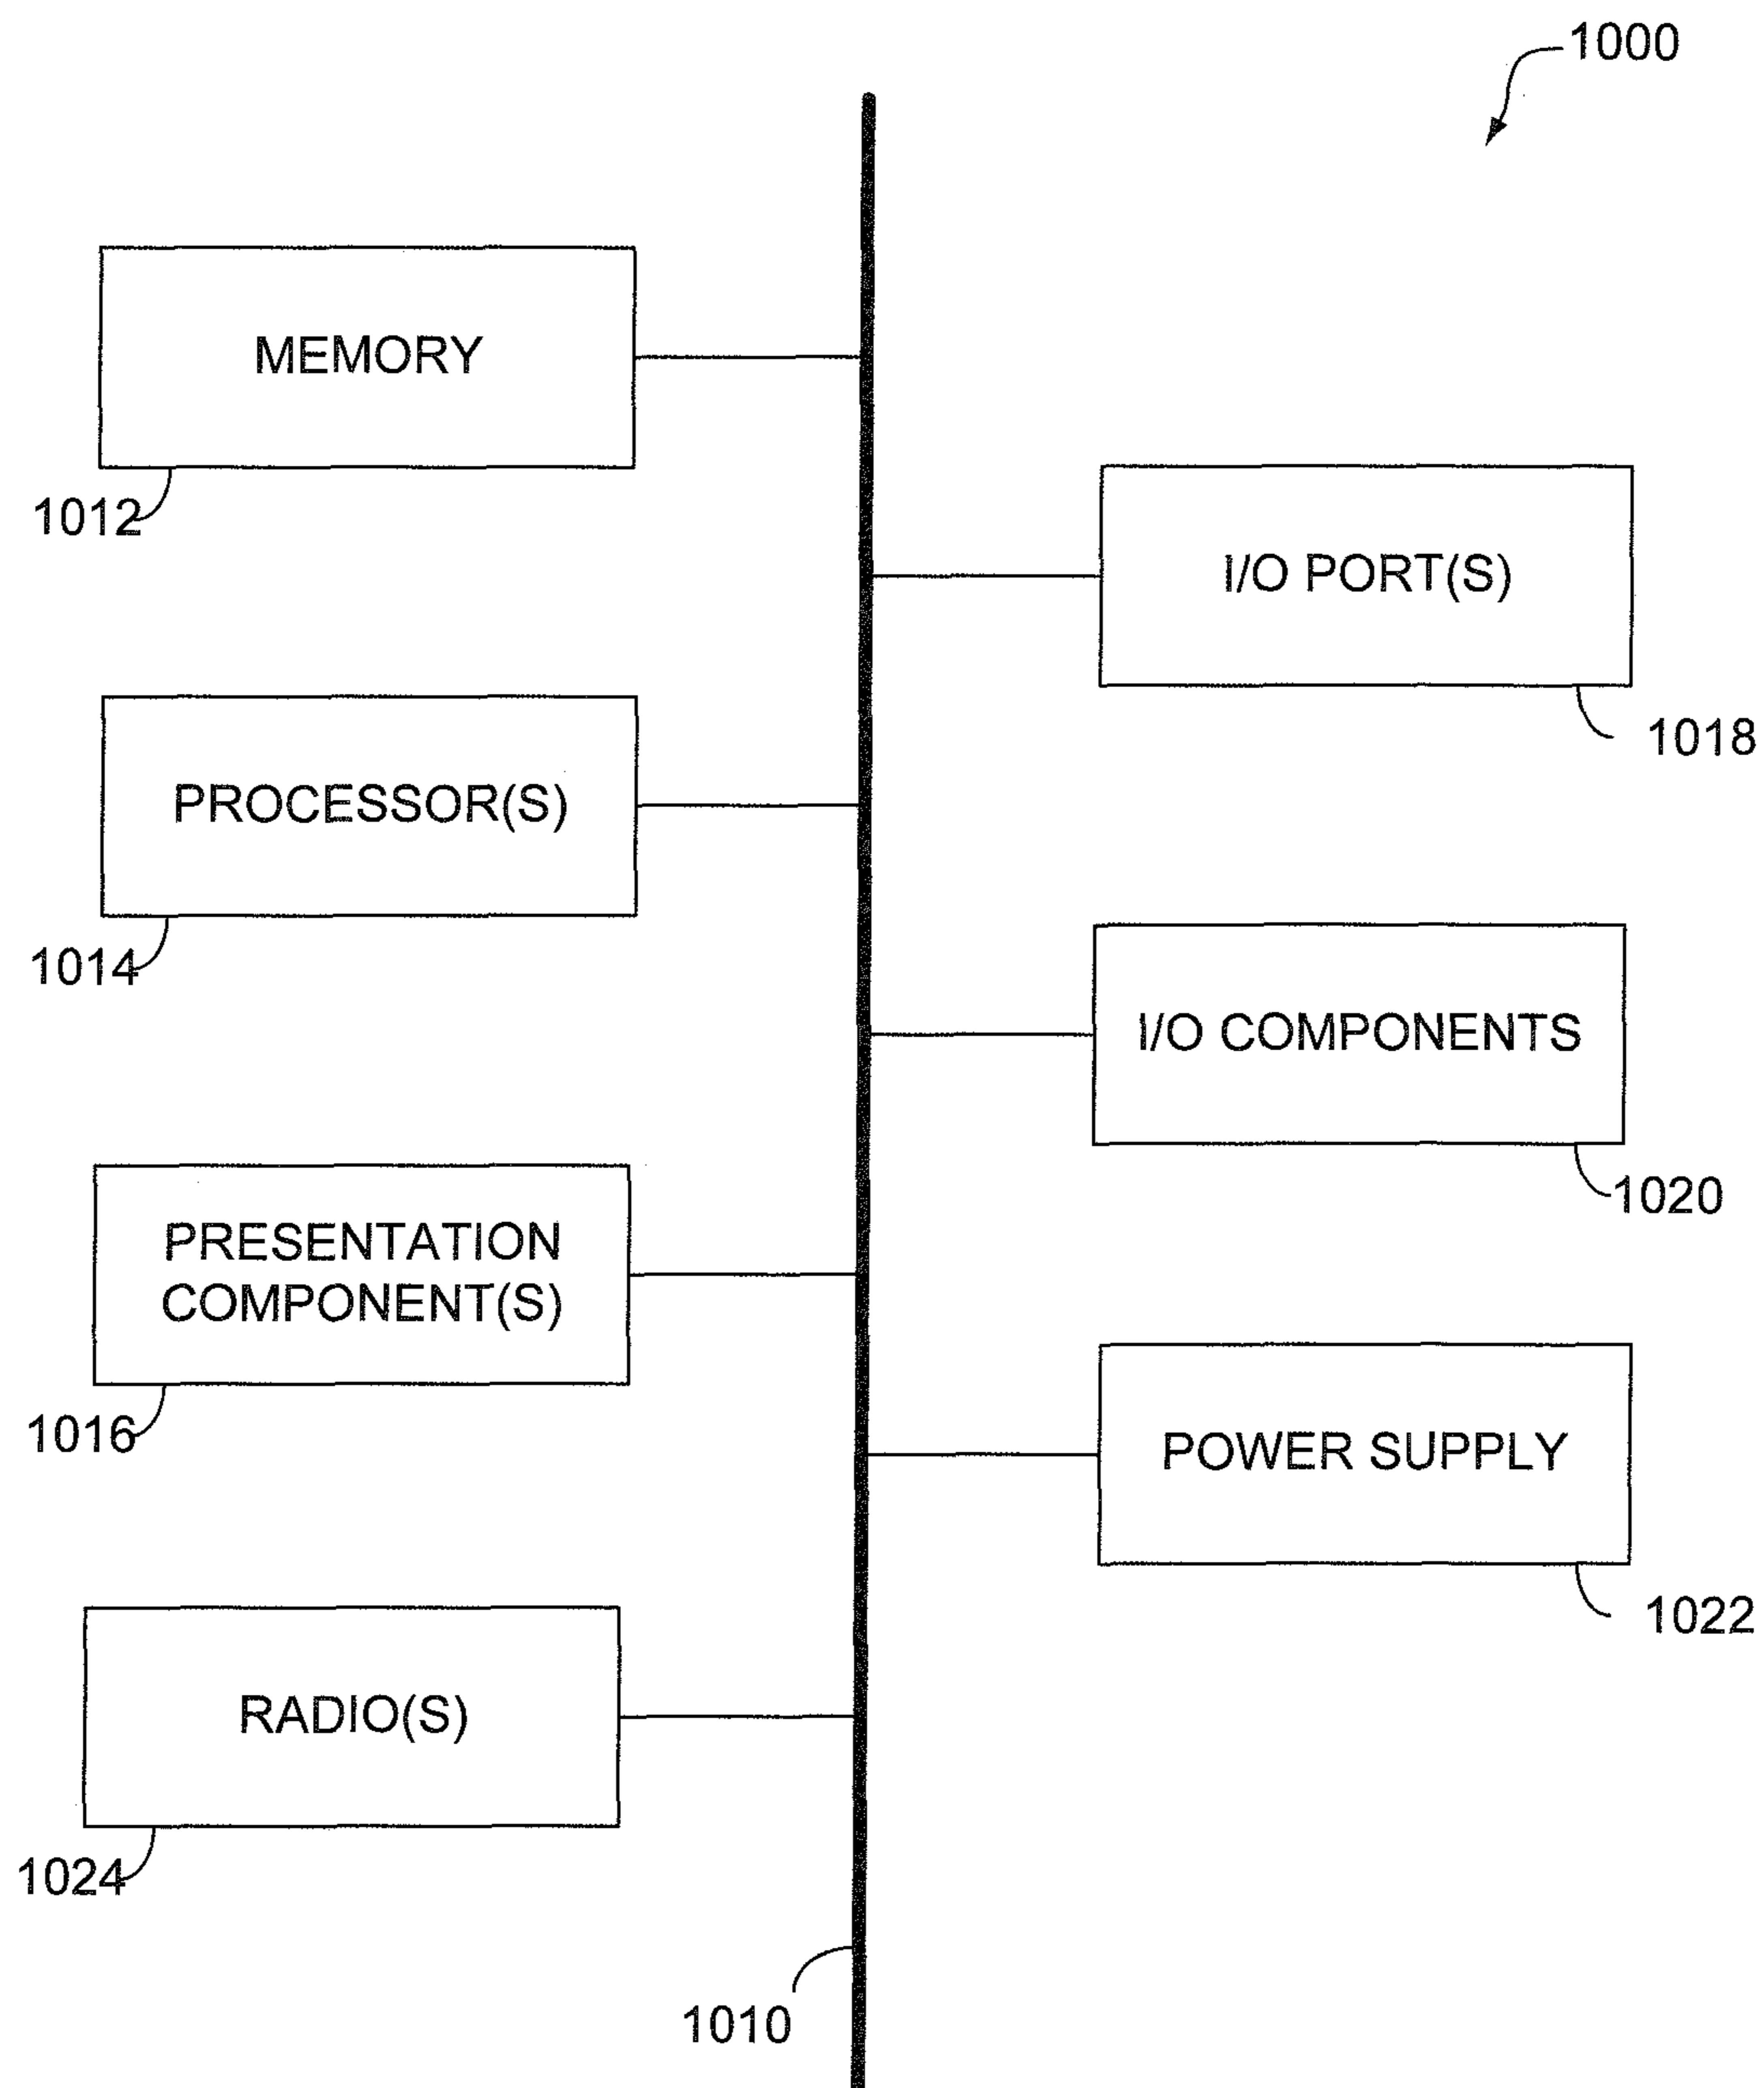 1000
MEMORY
1012
I/O PORT(S)
1018
PROCESSOR(S)
1014
I/O COMPONENTS
1020
PRESENTATION
COMPONENT(S)
1016
POWER SUPPLY
1022
RADIO(S)
1024
1010